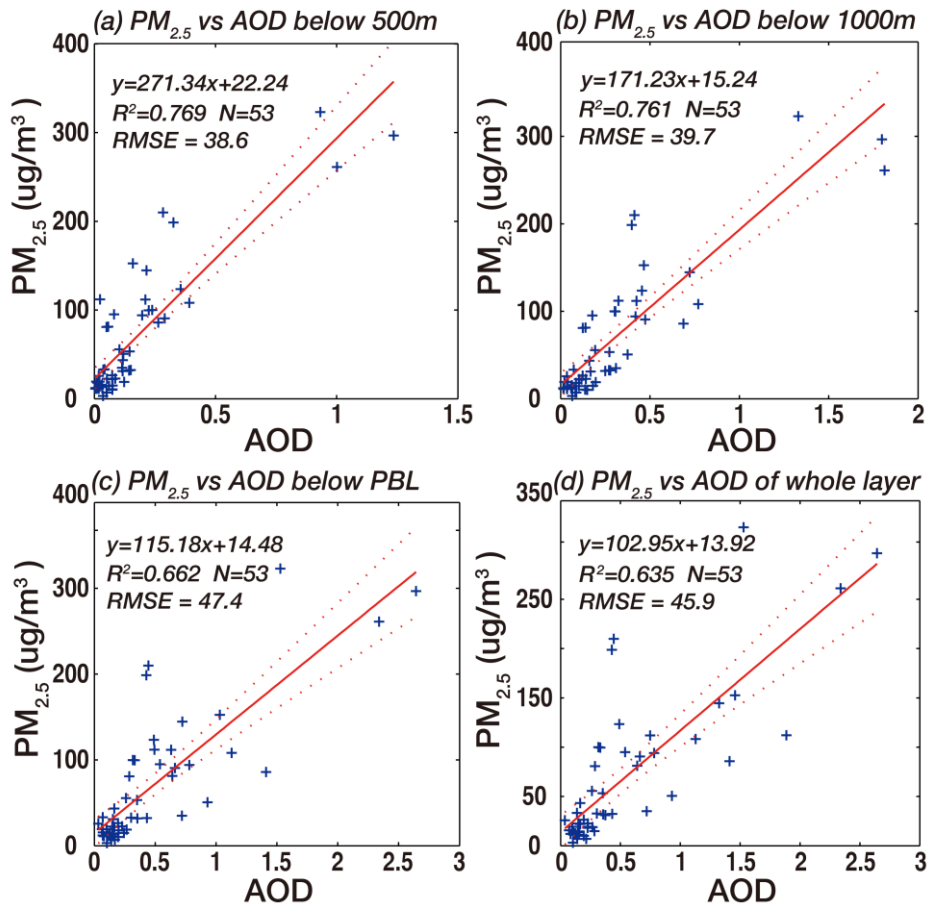 (a) PM2.5 vs AOD below 500m
400
300
200
100
0
PM2.5 (ug/m³)
y=271.34x+22.24
R²=0.769 N=53
RMSE = 38.6
0
0.5
1
1.5
AOD
(b) PM2.5 vs AOD below 1000m
400
300
200
100
0
PM2.5 (ug/m³)
y=171.23x+15.24
R²=0.761 N=53
RMSE = 39.7
0
0.5
1
1.5
2
AOD
(c) PM2.5 vs AOD below PBL
400
300
200
100
0
PM2.5 (ug/m³)
y=115.18x+14.48
R²=0.662 N=53
RMSE = 47.4
0
0.5
1
1.5
2
2.5
3
AOD
(d) PM2.5 vs AOD of whole layer
350
250
150
50
0
PM2.5 (ug/m³)
y=102.95x+13.92
R²=0.635 N=53
RMSE = 45.9
0
0.5
1
1.5
2
2.5
3
AOD